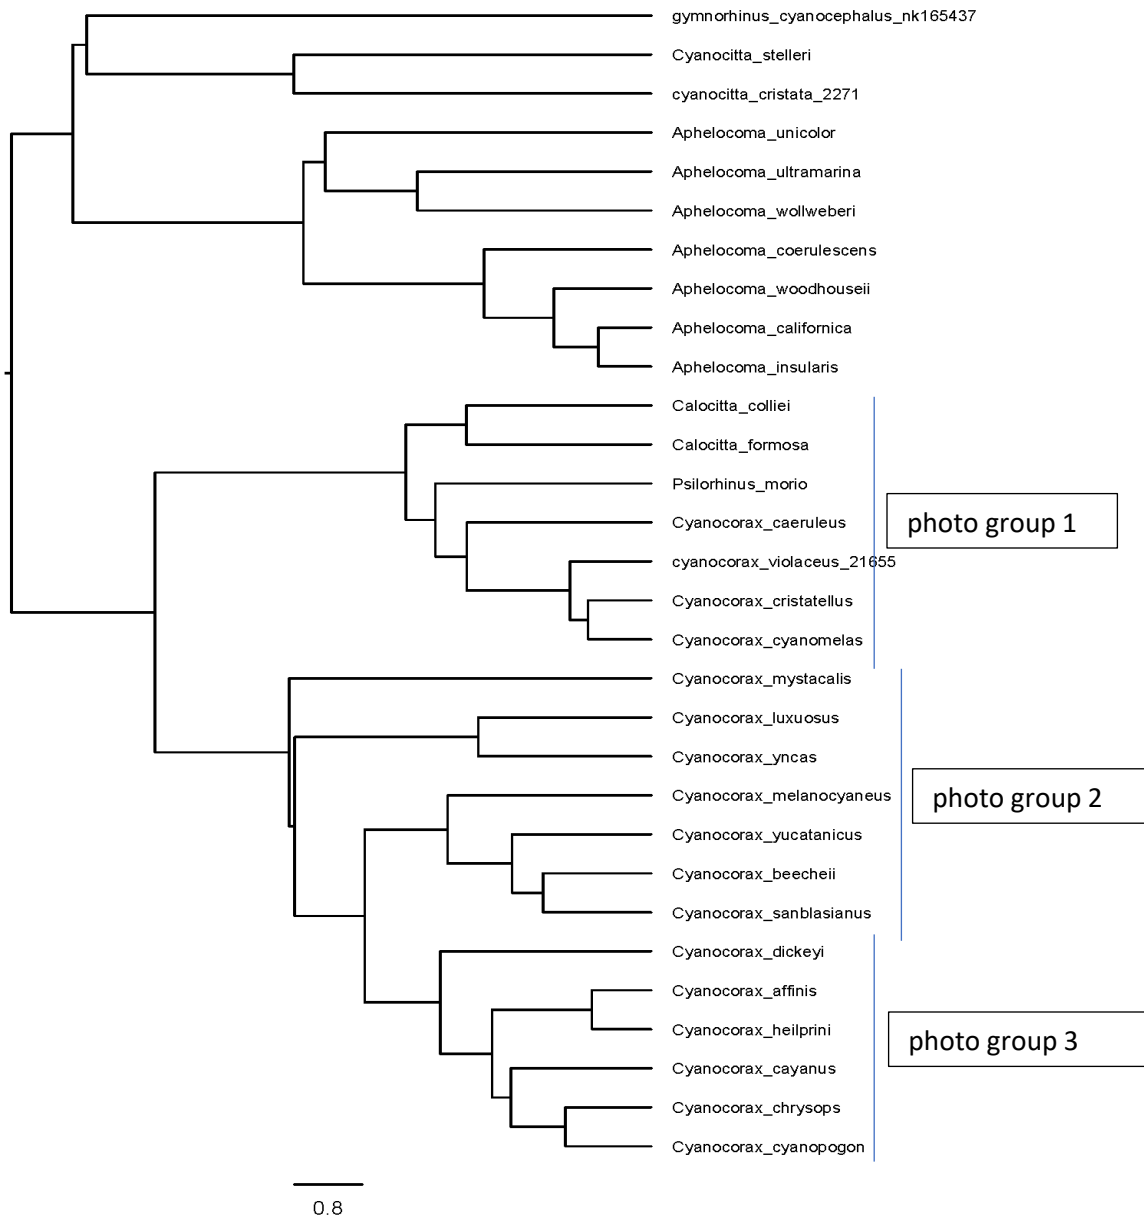 gymnorhinus_cyanocephalus_nk165437
Cyanocitta_stelleri
cyanocitta_cristata_2271
Aphelocoma_unicolor
Aphelocoma_ultramarina
Aphelocoma_wollweberi
Aphelocoma_coerulescens
Aphelocoma_woodhouseii
Aphelocoma_californica
Aphelocoma_insularis
Calocitta_colliei
Calocitta_formosa
Psilorhinus_morio
Cyanocorax_caeruleus
photo group 1
cyanocorax_violaceus_21655
Cyanocorax_cristatellus
Cyanocorax_cyanomelas
Cyanocorax_mystacalis
Cyanocorax_luxuosus
Cyanocorax_yncas
Cyanocorax_melanocyaneus
photo group 2
Cyanocorax_yucatanicus
Cyanocorax_beecheii
Cyanocorax_sanblasianus
Cyanocorax_dickeyi
Cyanocorax_affinis
Cyanocorax_heilprini
photo group 3
Cyanocorax_cayanus
Cyanocorax_chrysops
Cyanocorax_cyanopogon
0.8